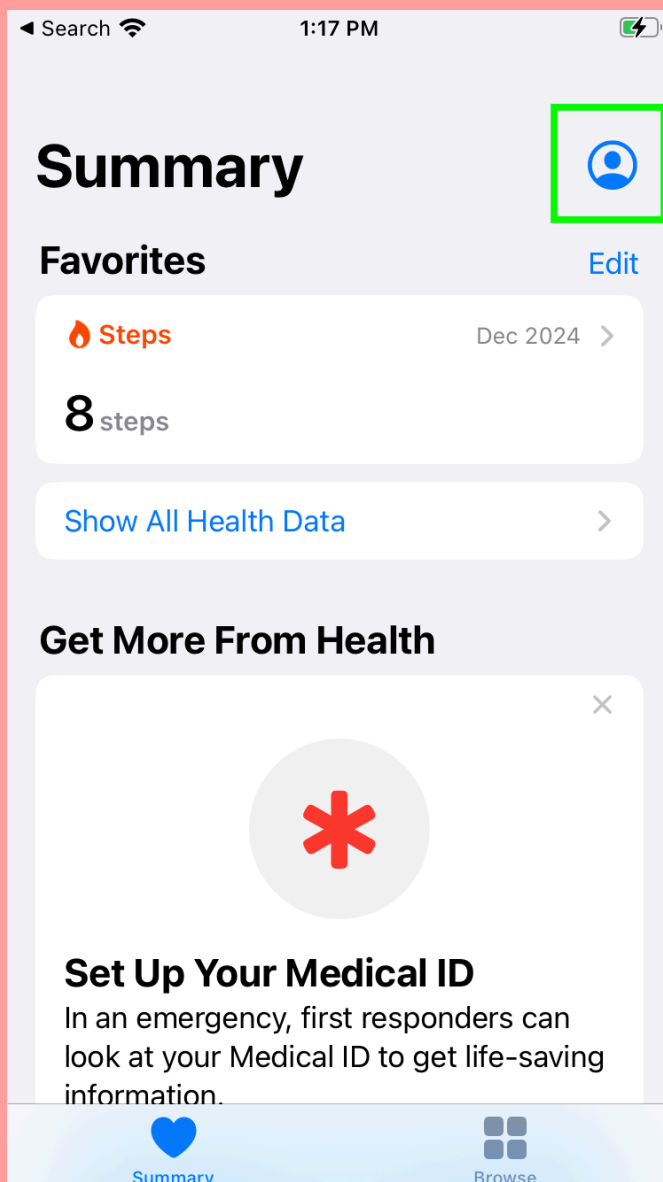 Search 1:17 PM
Summary
Favorites Edit
Steps Dec 2024
8 steps
Show All Health Data
Get More From Health
Set Up Your Medical ID
In an emergency, first responders can
look at your Medical ID to get life-saving
information.
Summary Browse